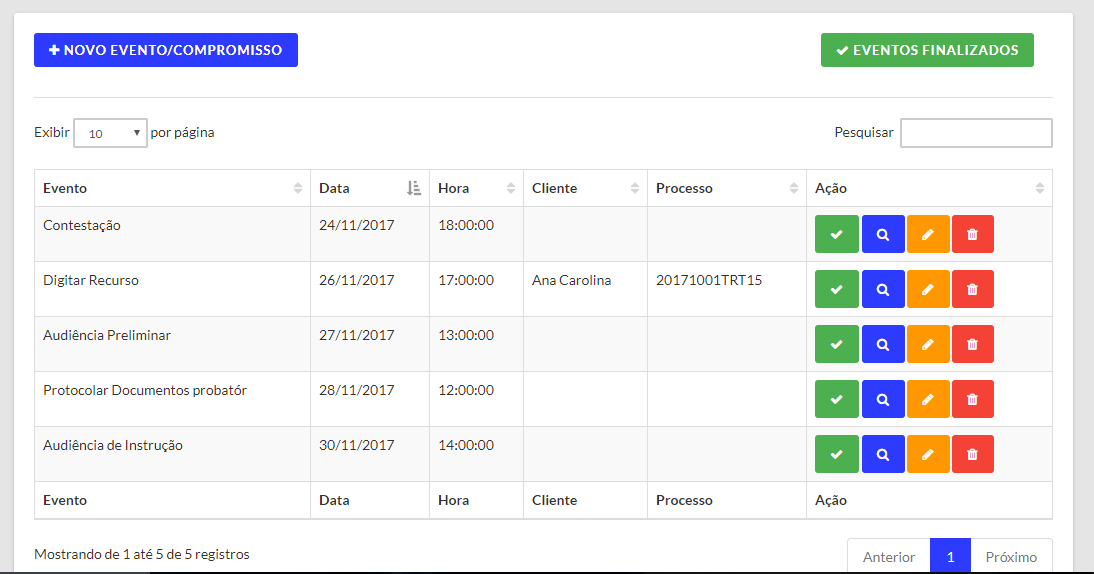 NOVO EVENTO/COMPROMISSO
EVENTOS FINALIZADOS
Exibir 10 por página
Pesquisar
Evento Data Hora Cliente Processo Ação
Contestação 24/11/2017 18:00:00
Digitar Recurso 26/11/2017 17:00:00 Ana Carolina 20171001TRT15
Audiência Preliminar 27/11/2017 13:00:00
Protocolar Documentos probatór 28/11/2017 12:00:00
Audiência de Instrução 30/11/2017 14:00:00
Evento Data Hora Cliente Processo Ação
Mostrando de 1 até 5 de 5 registros
Anterior 1 Próximo